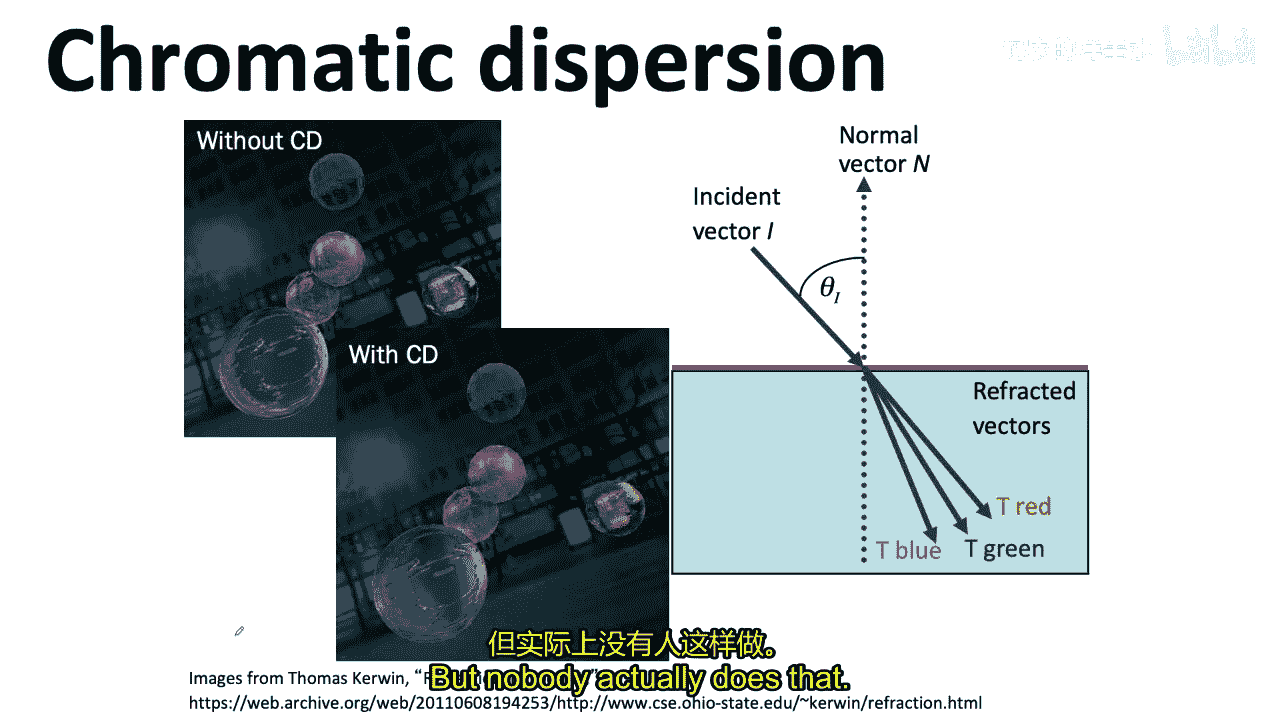 Chromatic dispersion
Without CD
With CD
Normal
vector N
Incident
vector I
θI
Refracted
vectors
T red
T blue
T green
但实际上没有人这样做。
But nobody actually does that.
Images from Thomas Kerwin, “
https://web.archive.org/web/20110608194253/http://www.cse.ohio-state.edu/~kerwin/refraction.html